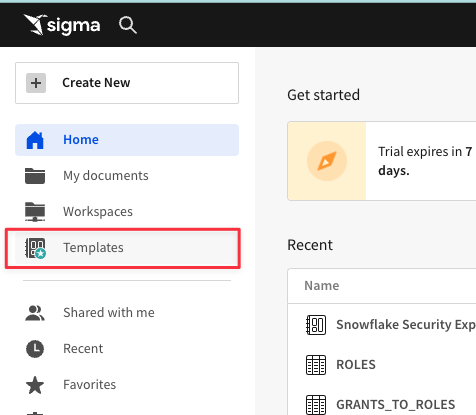 sigma
Create New
Home
My documents
Workspaces
Templates
Shared with me
Recent
Favorites
Get started
Trial expires in 7
days.
Recent
Name
Snowflake Security Exp
ROLES
GRANTS_TO_ROLES